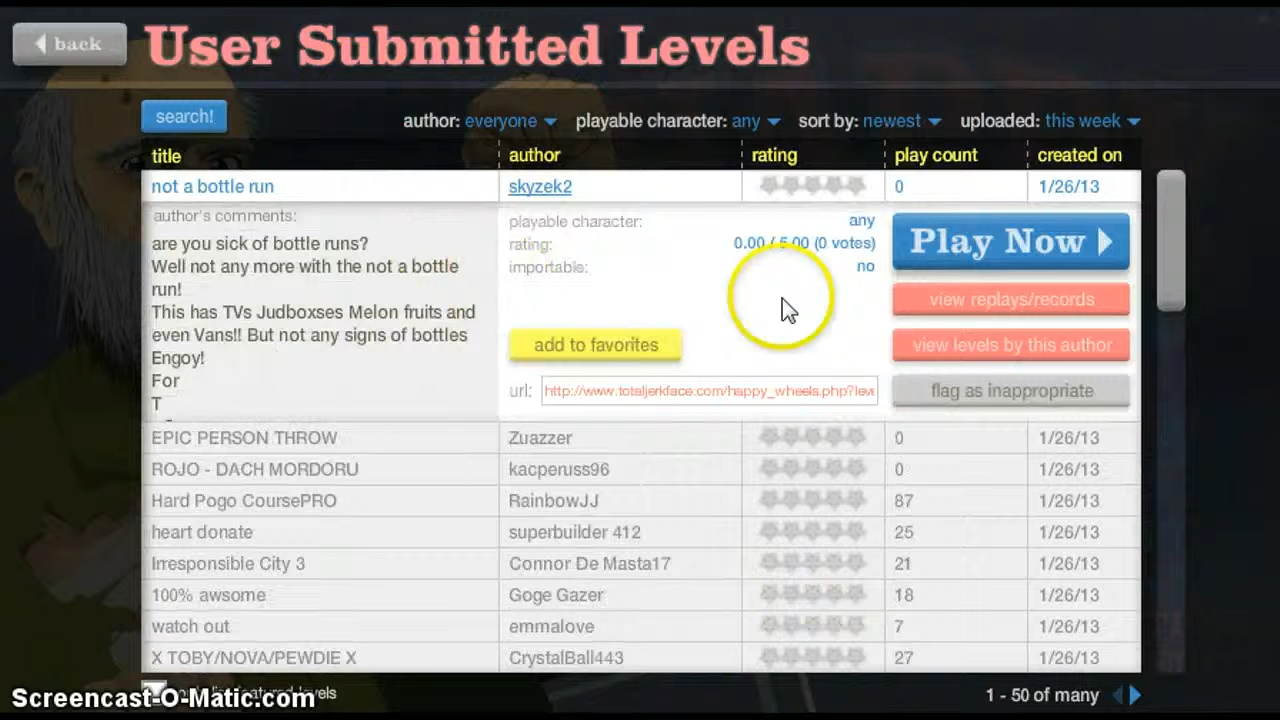 back
User Submitted Levels
search!
author: everyone playable character: any sort by: newest uploaded: this week
title author rating play count created on
not a bottle run skyzek2 0 1/26/13
author's comments:
are you sick of bottle runs?
Well not any more with the not a bottle
run!
This has TVs Judboxses Melon fruits and
even Vans!! But not any signs of bottles
Engoy!
For
T
playable character: any
rating: 0.00 / 5.00 (0 votes)
importable: no
add to favorites
url: http://www.totaljerkface.com/happy_wheels.php?leve
Play Now
view replays/records
view levels by this author
flag as inappropriate
EPIC PERSON THROW Zuazzer 0 1/26/13
ROJO - DACH MORDORU kacperuss96 0 1/26/13
Hard Pogo CoursePRO RainbowJJ 87 1/26/13
heart donate superbuilder 412 25 1/26/13
Irresponsible City 3 Connor De Masta17 21 1/26/13
100% awsome Goge Gazer 18 1/26/13
watch out emmalove 7 1/26/13
X TOBY/NOVA/PEWDIE X CrystalBall443 27 1/26/13
levels
1 - 50 of many
Screencast-O-Matic.com